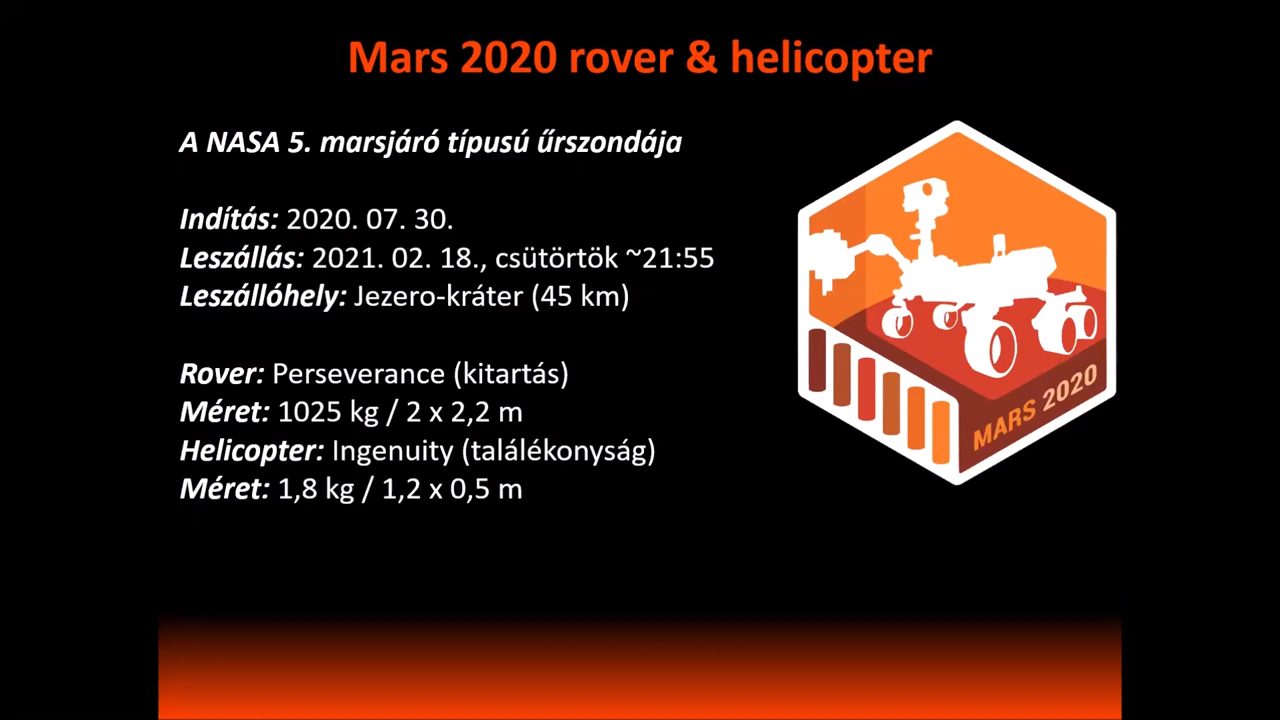 Mars 2020 rover & helicopter
A NASA 5. marsjáró típusú űrszondája
Indítás: 2020. 07. 30.
Leszállás: 2021. 02. 18., csütörtök ~21:55
Leszállóhely: Jezero-kráter (45 km)
Rover: Perseverance (kitartás)
Méret: 1025 kg / 2 x 2,2 m
Helicopter: Ingenuity (találékonyság)
Méret: 1,8 kg / 1,2 x 0,5 m
MARS 2020